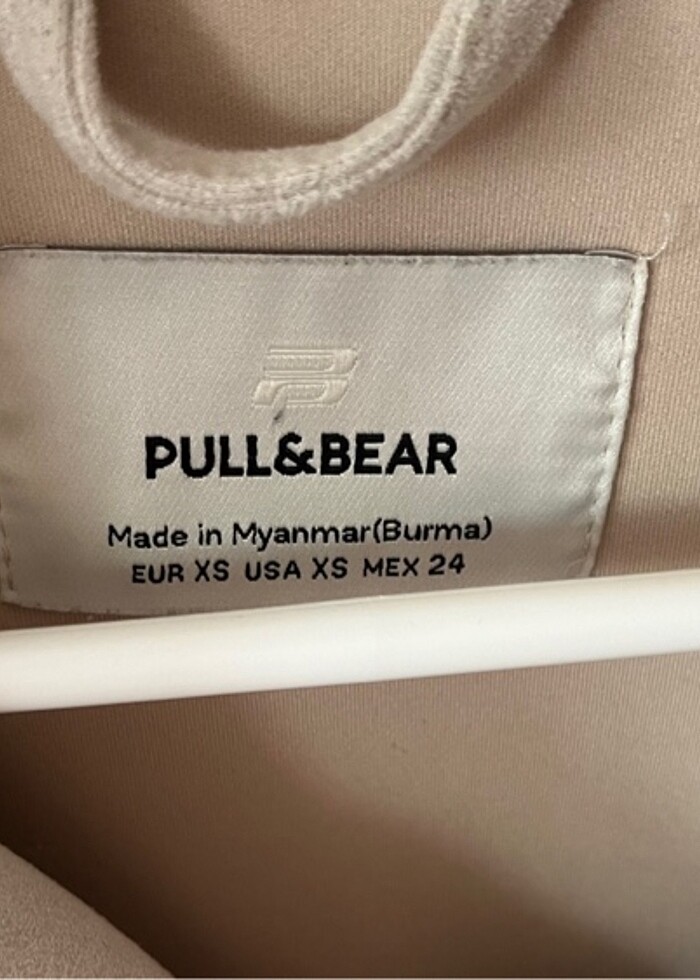 PULL&BEAR
Made in Myanmar(Burma)
EUR XS USA XS MEX 24